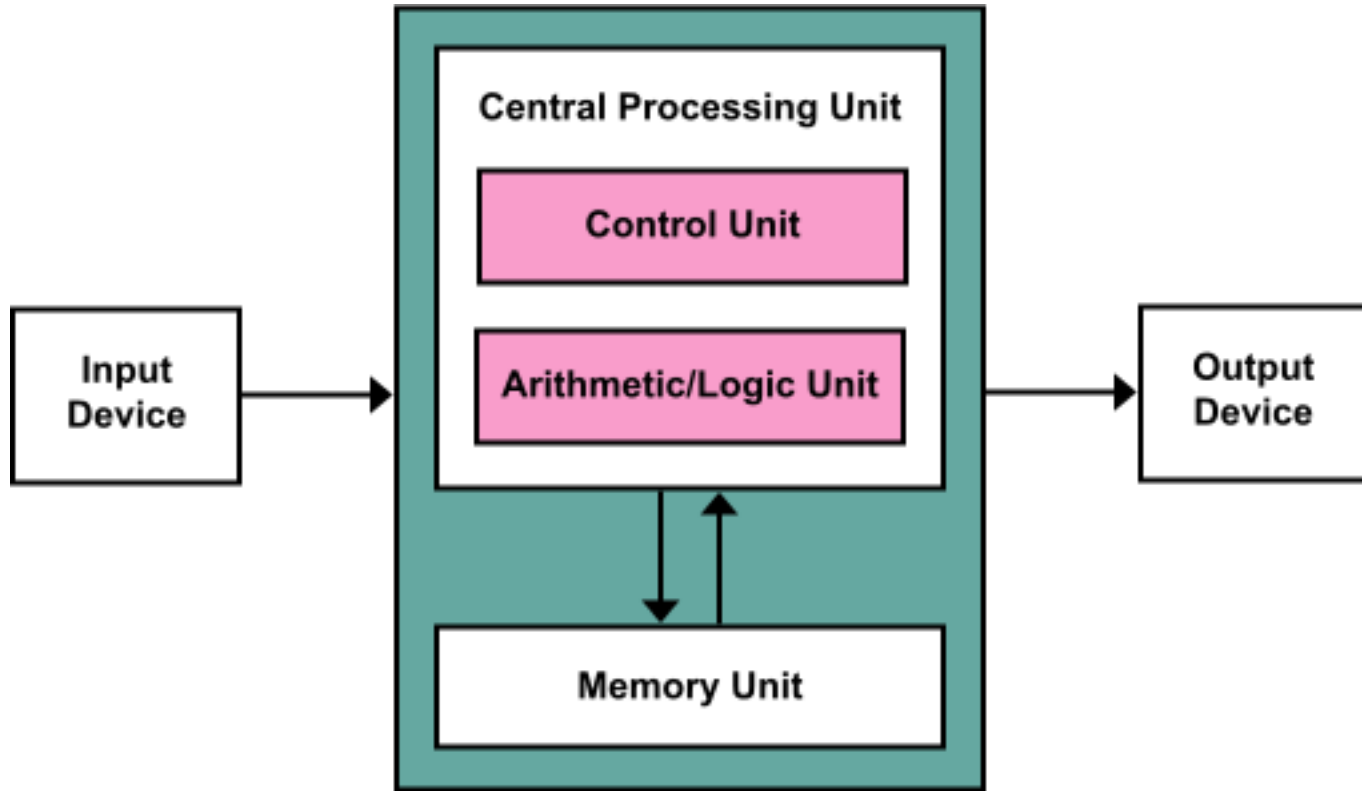 Central Processing Unit
Control Unit
Arithmetic/Logic Unit
Input
Device
Output
Device
Memory Unit